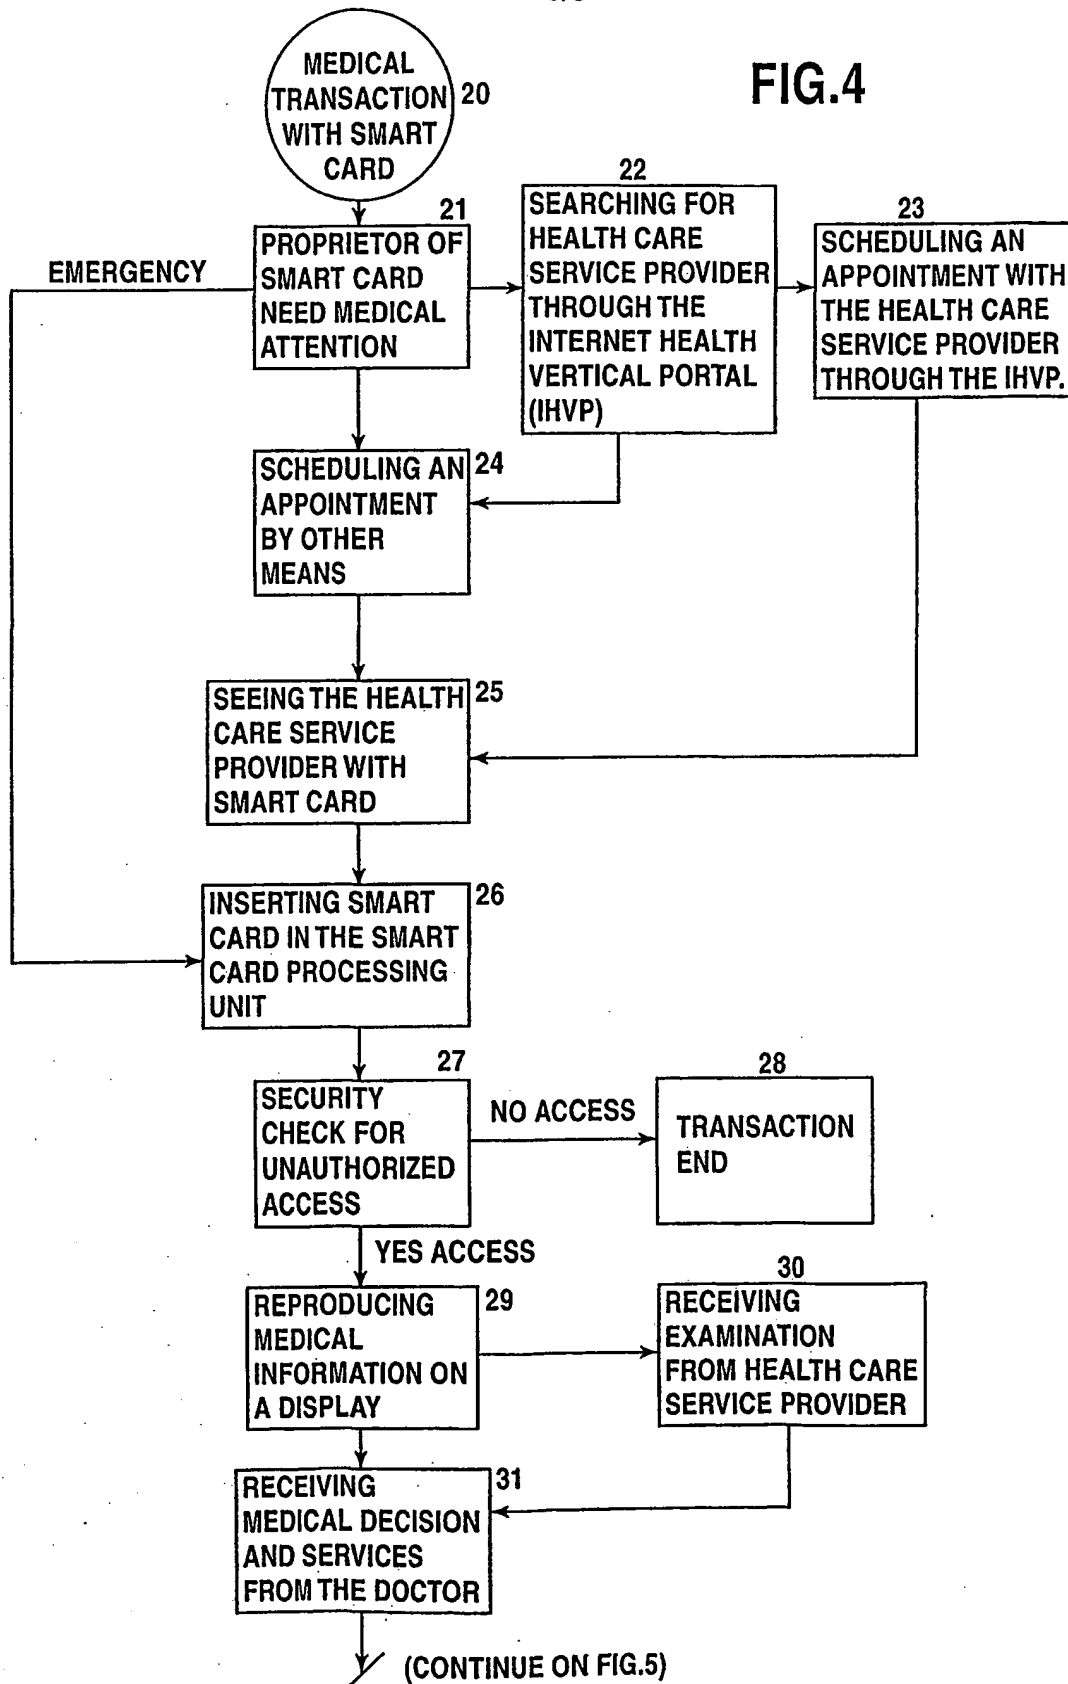 FIG.4
MEDICAL
TRANSACTION
WITH SMART
CARD
20
21
PROPRIETOR OF
SMART CARD
NEED MEDICAL
ATTENTION
EMERGENCY
22
SEARCHING FOR
HEALTH CARE
SERVICE PROVIDER
THROUGH THE
INTERNET HEALTH
VERTICAL PORTAL
(IHVP)
23
SCHEDULING AN
APPOINTMENT WITH
THE HEALTH CARE
SERVICE PROVIDER
THROUGH THE IHVP.
24
SCHEDULING AN
APPOINTMENT
BY OTHER
MEANS
25
SEEING THE HEALTH
CARE SERVICE
PROVIDER WITH
SMART CARD
26
INSERTING SMART
CARD IN THE SMART
CARD PROCESSING
UNIT
27
SECURITY
CHECK FOR
UNAUTHORIZED
ACCESS
NO ACCESS
28
TRANSACTION
END
YES ACCESS
29
REPRODUCING
MEDICAL
INFORMATION ON
A DISPLAY
30
RECEIVING
EXAMINATION
FROM HEALTH CARE
SERVICE PROVIDER
31
RECEIVING
MEDICAL DECISION
AND SERVICES
FROM THE DOCTOR
(CONTINUE ON FIG.5)